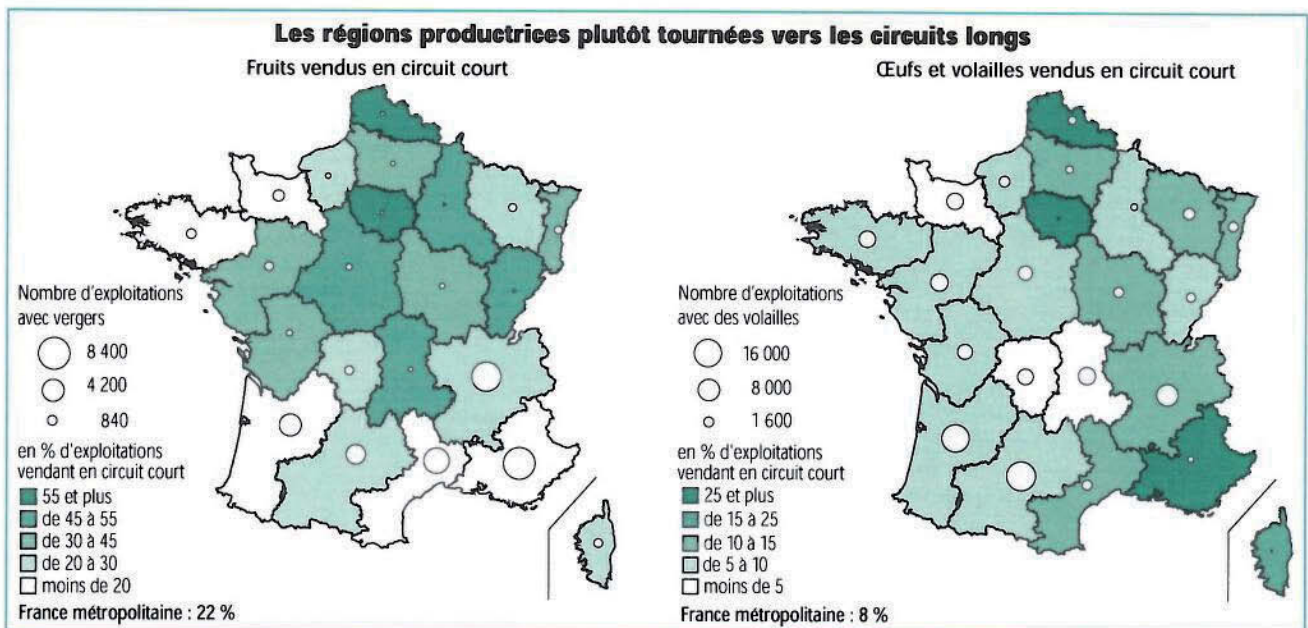 Les régions productrices plutôt tournées vers les circuits longs
Fruits vendus en circuit court
Nombre d'exploitations
avec vergers
8 400
4 200
840
en % d'exploitations
vendant en circuit court
55 et plus
de 45 à 55
de 30 à 45
de 20 à 30
moins de 20
France métropolitaine : 22 %
Œufs et volailles vendus en circuit court
Nombre d'exploitations
avec des volailles
16 000
8 000
1 600
en % d'exploitations
vendant en circuit court
25 et plus
de 15 à 25
de 10 à 15
de 5 à 10
moins de 5
France métropolitaine : 8 %